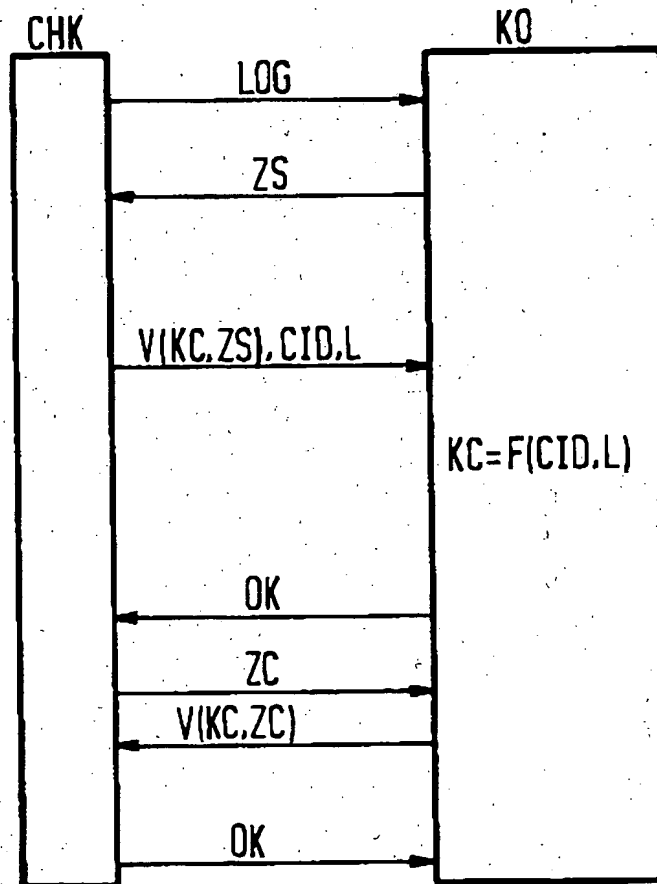 CHK
KO
LOG
ZS
V(KC,ZS),CID,L
KC=F(CID,L)
OK
ZC
V(KC,ZC)
OK